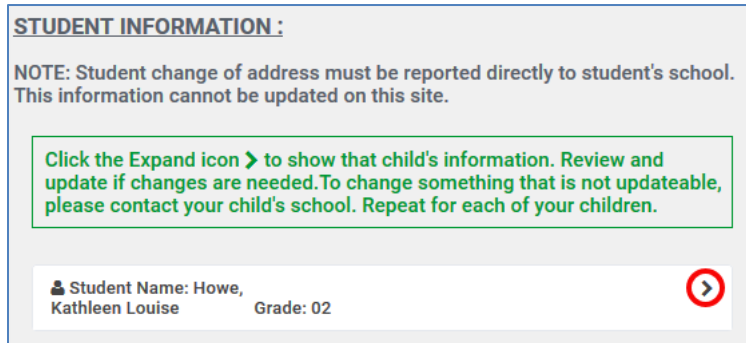 STUDENT INFORMATION :
NOTE: Student change of address must be reported directly to student's school.
This information cannot be updated on this site.
Click the Expand icon > to show that child's information. Review and
update if changes are needed.To change something that is not updateable,
please contact your child's school. Repeat for each of your children.
Student Name: Howe,
Kathleen Louise Grade: 02